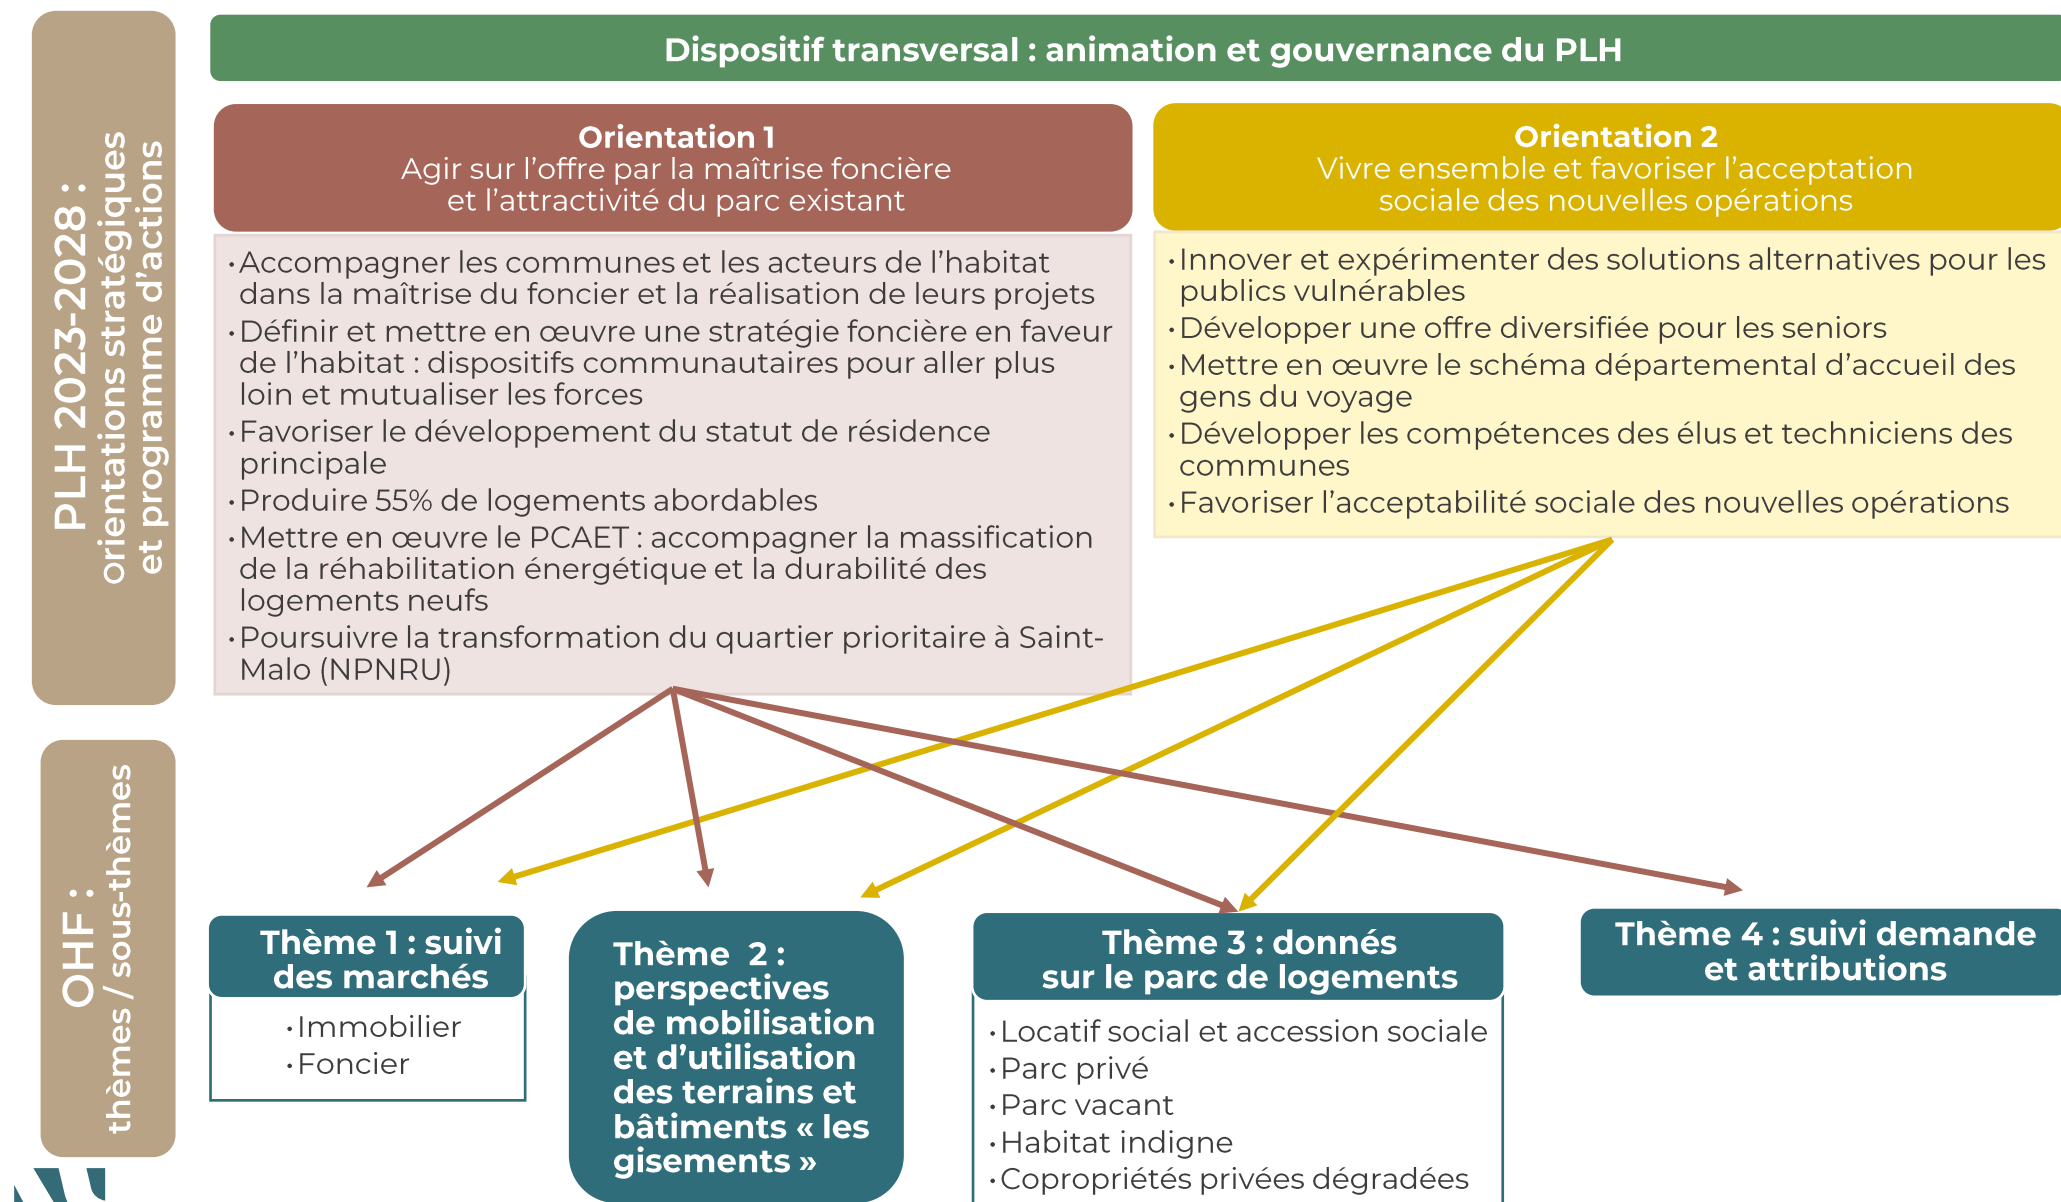 Dispositif transversal : animation et gouvernance du PLH
PLH 2023-2028 :
orientations stratégiques
et programme d’actions
Orientation 1
Agir sur l’offre par la maîtrise foncière
et l’attractivité du parc existant
•Accompagner les communes et les acteurs de l’habitat
dans la maîtrise du foncier et la réalisation de leurs projets
•Définir et mettre en œuvre une stratégie foncière en faveur
de l’habitat : dispositifs communautaires pour aller plus
loin et mutualiser les forces
•Favoriser le développement du statut de résidence
principale
•Produire 55% de logements abordables
•Mettre en œuvre le PCAET : accompagner la massification
de la réhabilitation énergétique et la durabilité des
logements neufs
•Poursuivre la transformation du quartier prioritaire à Saint-
Malo (NPNRU)
Orientation 2
Vivre ensemble et favoriser l’acceptation
sociale des nouvelles opérations
•Innover et expérimenter des solutions alternatives pour les
publics vulnérables
•Développer une offre diversifiée pour les seniors
•Mettre en œuvre le schéma départemental d’accueil des
gens du voyage
•Développer les compétences des élus et techniciens des
communes
•Favoriser l’acceptabilité sociale des nouvelles opérations
OHF :
thèmes / sous-thèmes
Thème 1 : suivi
des marchés
•Immobilier
•Foncier
Thème 2 :
perspectives
de mobilisation
et d’utilisation
des terrains et
bâtiments « les
gisements »
Thème 3 : donnés
sur le parc de logements
•Locatif social et accession sociale
•Parc privé
•Parc vacant
•Habitat indigne
•Copropriétés privées dégradées
Thème 4 : suivi demande
et attributions